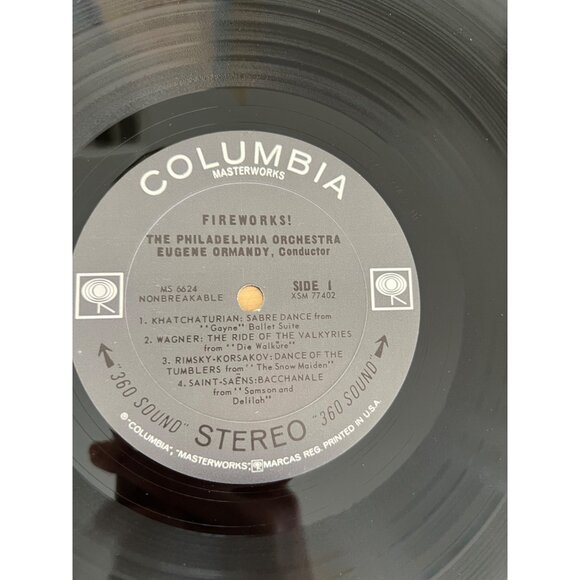 COLUMBIA
MASTERWORKS
FIREWORKS!
THE PHILADELPHIA ORCHESTRA
EUGENE ORMANDY, Conductor
MS 6624
NONBREAKABLE
SIDE 1
XSM 77402
1. KHATCHATURIAN: SABRE DANCE from
"Gayne" Ballet Suite
2. WAGNER: THE RIDE OF THE VALKYRIES
from "Die Walküre"
3. RIMSKY-KORSAKOV: DANCE OF THE
TUMBLERS from "The Snow Maiden"
4. SAINT-SAËNS: BACCHANALE
from "Samson and
Delilah"
"360 SOUND" STEREO "360 SOUND"
® "COLUMBIA", "MASTERWORKS", MARCAS REG. PRINTED IN U.S.A.